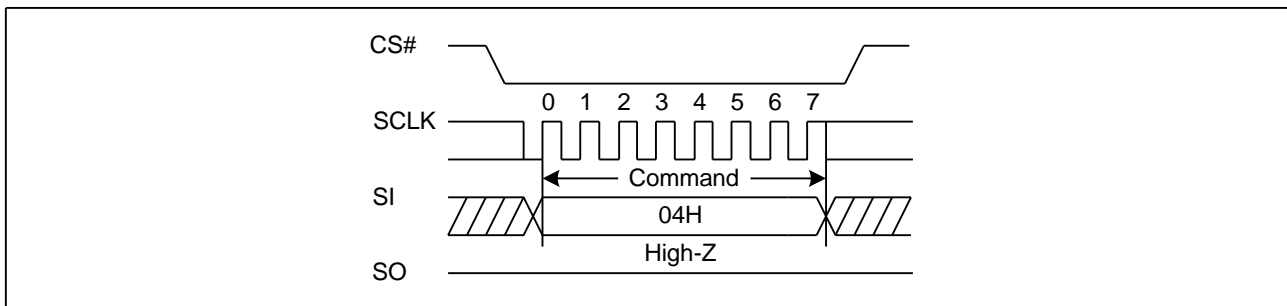 CS#
0 1 2 3 4 5 6 7
SCLK
Command
SI
04H
High-Z
SO